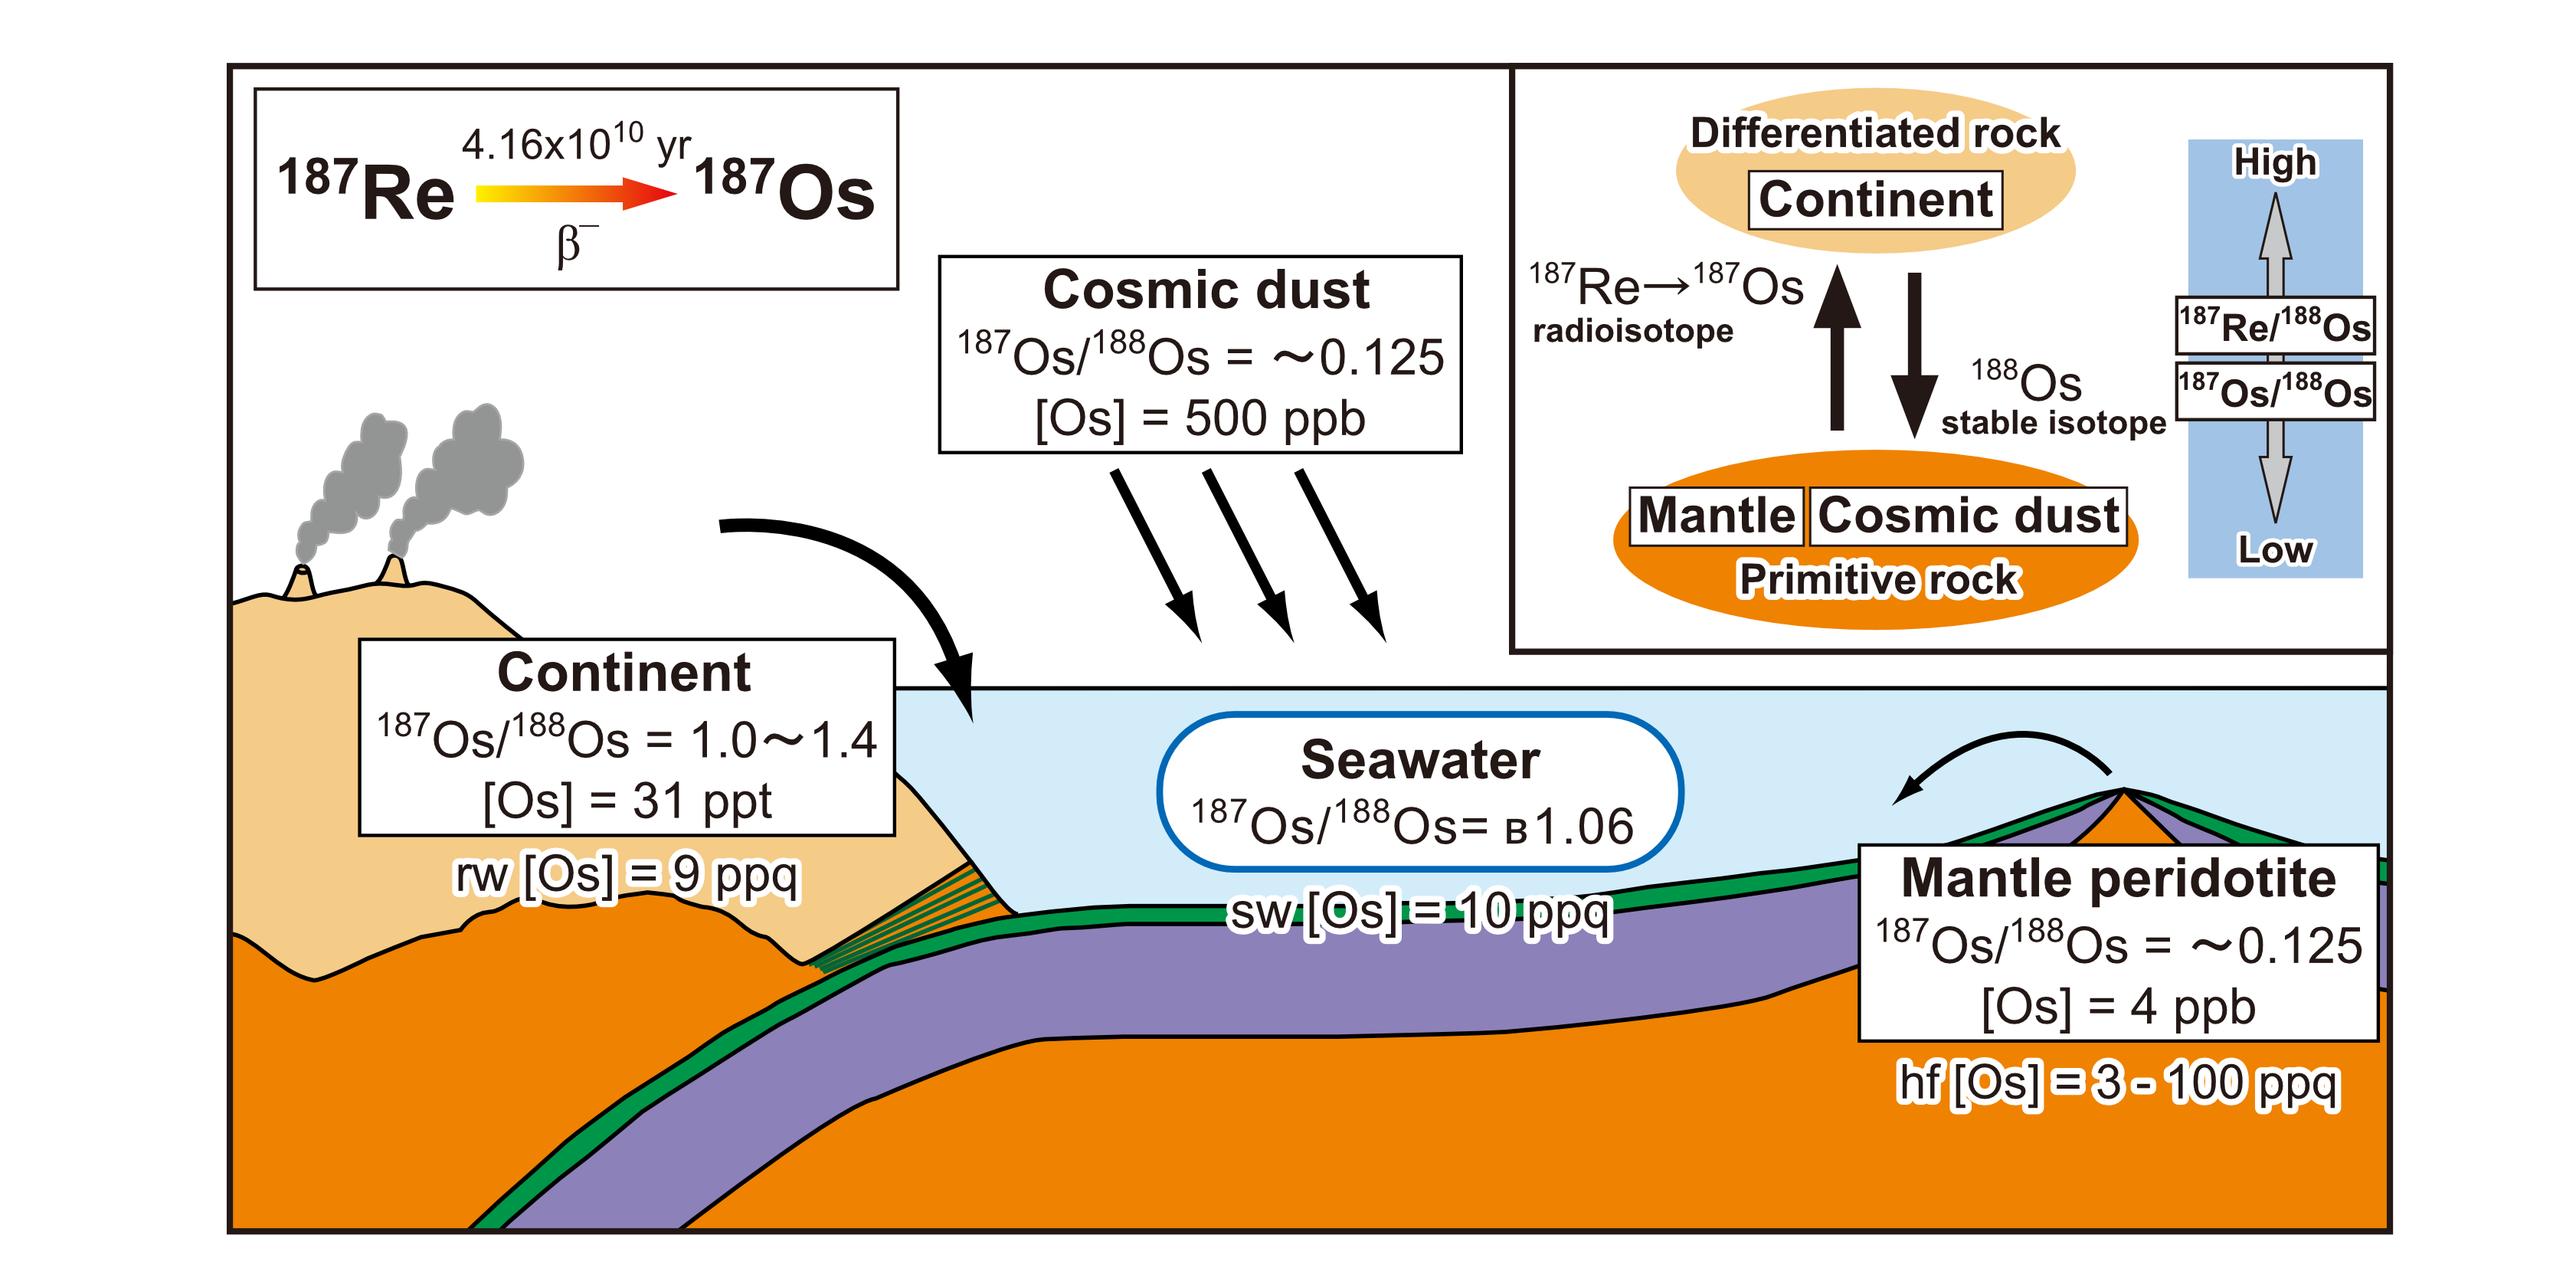 4.16x10¹⁰ yr
¹⁸⁷Re ¹⁸⁷Os
β⁻
Cosmic dust
¹⁸⁷Os/¹⁸⁸Os = ～0.125
[Os] = 500 ppb
Differentiated rock
Continent
¹⁸⁷Re→¹⁸⁷Os
radioisotope
¹⁸⁸Os
stable isotope
Mantle
Cosmic dust
Primitive rock
High
¹⁸⁷Re/¹⁸⁸Os
¹⁸⁷Os/¹⁸⁸Os
Low
Continent
¹⁸⁷Os/¹⁸⁸Os = 1.0～1.4
[Os] = 31 ppt
rw [Os] = 9 ppq
Seawater
¹⁸⁷Os/¹⁸⁸Os= в1.06
sw [Os] = 10 ppq
Mantle peridotite
¹⁸⁷Os/¹⁸⁸Os = ～0.125
[Os] = 4 ppb
hf [Os] = 3 - 100 ppq